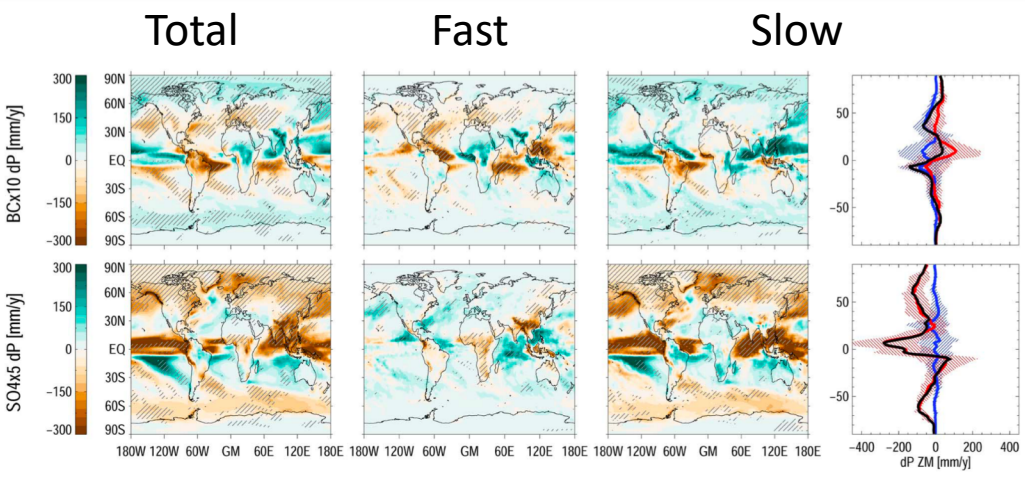 Total Fast Slow
BCx10 dP [mm/y]
300
150
0
−150
−300
90N
60N
30N
EQ
30S
60S
90S
50
0
−50
SO4x5 dP [mm/y]
300
150
0
−150
−300
90N
60N
30N
EQ
30S
60S
90S
50
0
−50
180W 120W 60W GM 60E 120E 180E
180W 120W 60W GM 60E 120E 180E
180W 120W 60W GM 60E 120E 180E
−400 −200 0 200 400
dP ZM [mm/y]